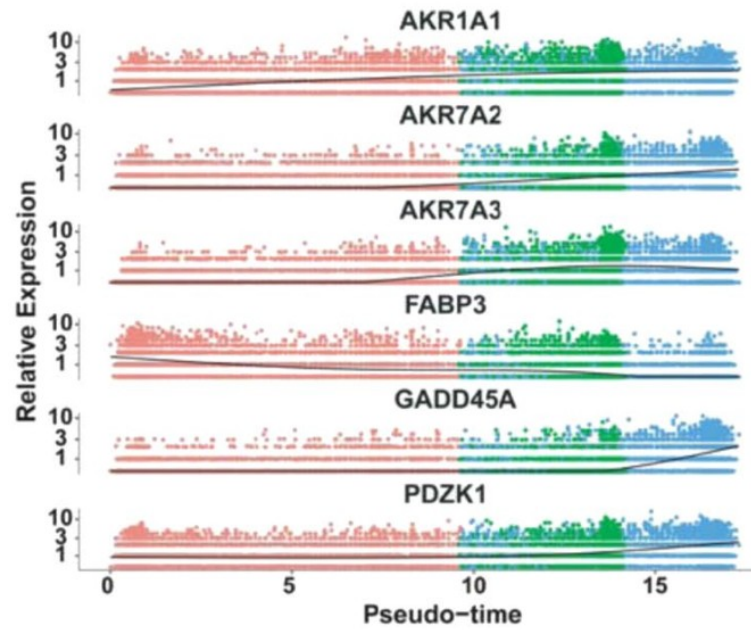 AKR1A1
10
3
1
AKR7A2
10
3
1
AKR7A3
10
3
1
FABP3
10
3
1
GADD45A
10
3
1
PDZK1
10
3
1
Relative Expression
0 5 10 15
Pseudo-time